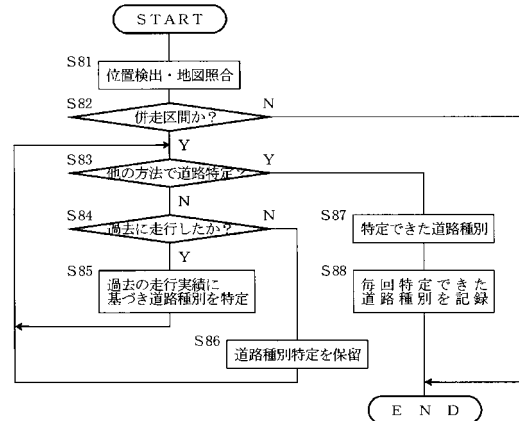 START
S81
位置検出・地図照合
S82
併走区間か?
N
Y
S83
他の方法で道路特定?
Y
N
S84
過去に走行したか?
N
Y
S85
過去の走行実績に
基づき道路種別を特定
S86
道路種別特定を保留
S87
特定できた道路種別
S88
毎回特定できた
道路種別を記録
END